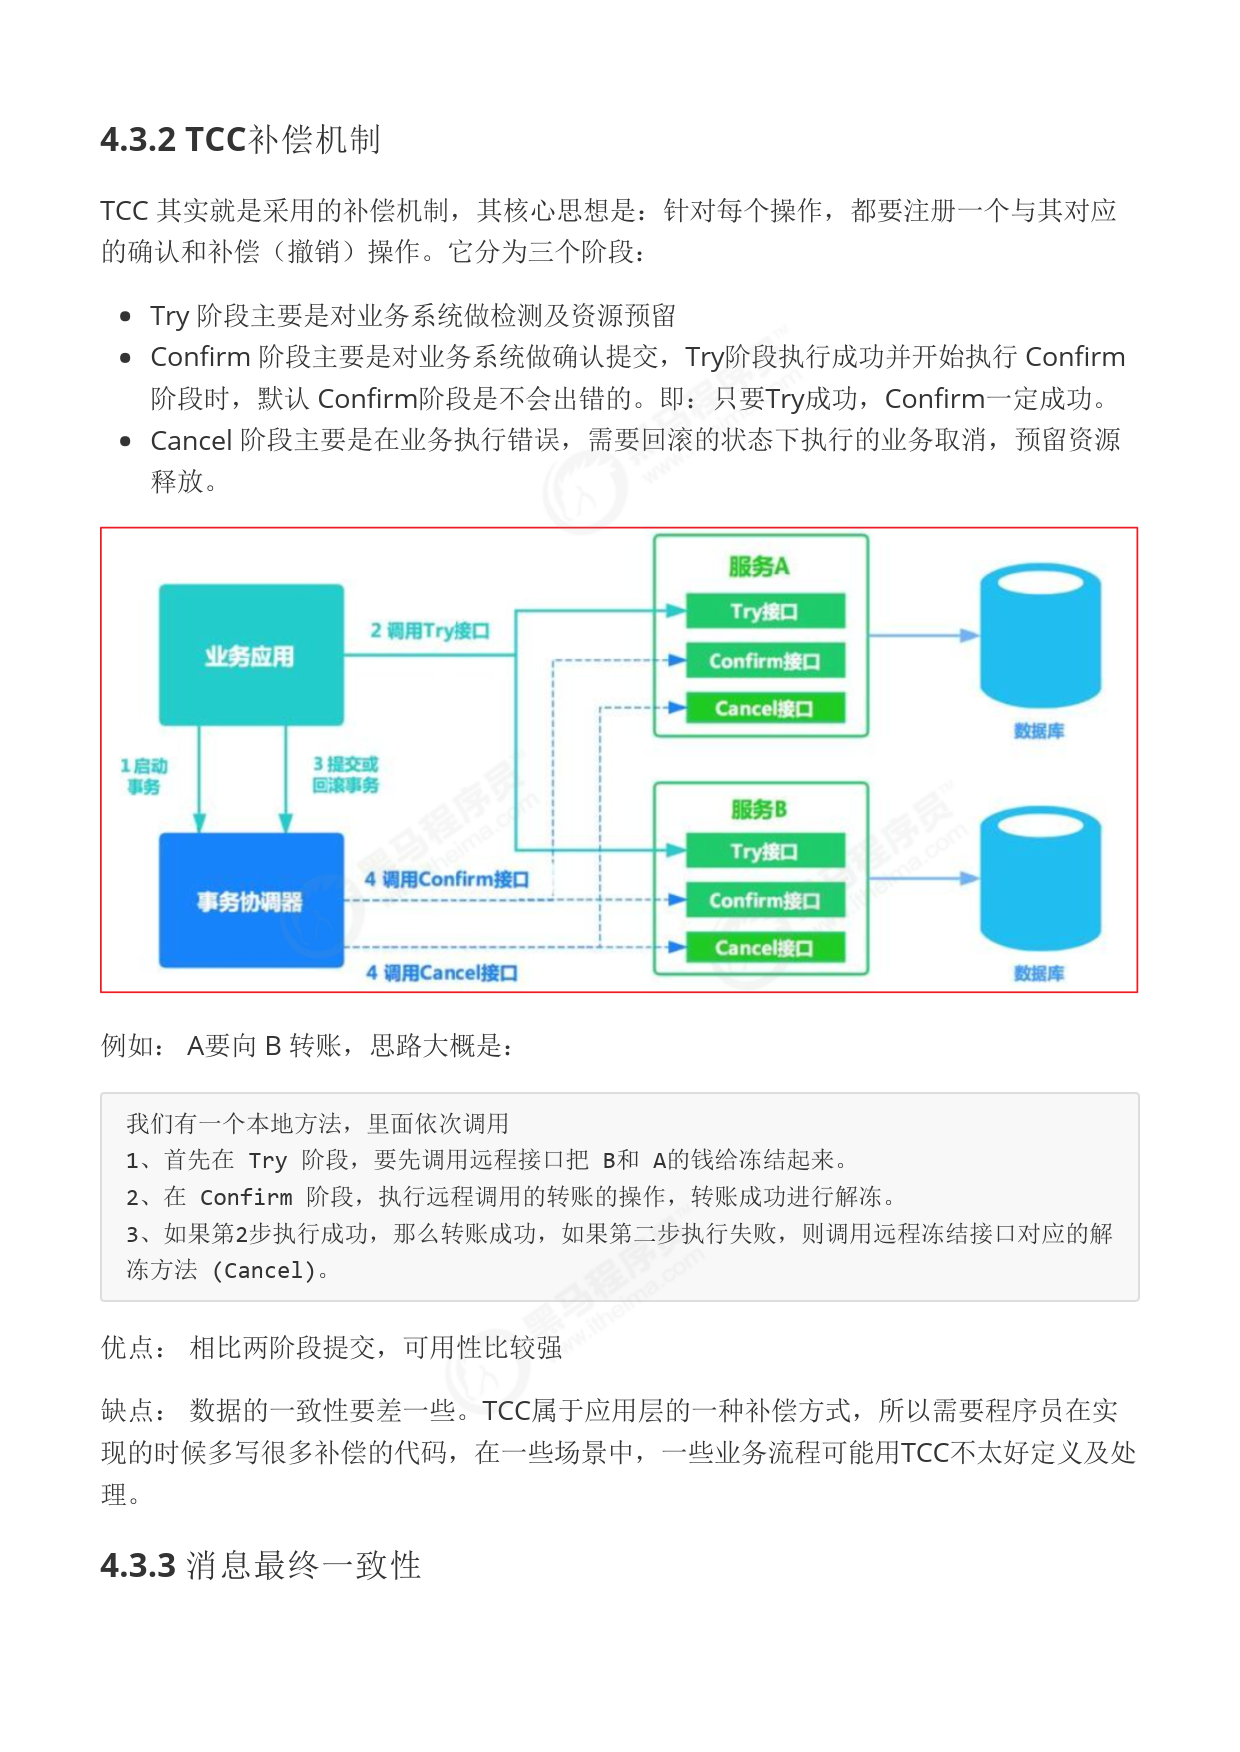 4.3.2 TCC补偿机制
TCC 其实就是采用的补偿机制，其核心思想是：针对每个操作，都要注册一个与其对应
的确认和补偿（撤销）操作。它分为三个阶段：
Try 阶段主要是对业务系统做检测及资源预留
Confirm 阶段主要是对业务系统做确认提交，Try阶段执行成功并开始执行 Confirm
阶段时，默认 Confirm阶段是不会出错的。即：只要Try成功，Confirm一定成功。
Cancel 阶段主要是在业务执行错误，需要回滚的状态下执行的业务取消，预留资源
释放。
服务A
Try接口
2 调用Try接口
业务应用
Confirm接口
Cancel接口
数据库
1 启动
事务
3 提交或
回滚事务
服务B
Try接口
4 调用Confirm接口
事务协调器
Confirm接口
Cancel接口
4 调用Cancel接口
数据库
例如： A要向 B 转账，思路大概是：
我们有一个本地方法，里面依次调用
1、首先在 Try 阶段，要先调用远程接口把 B和 A的钱给冻结起来。
2、在 Confirm 阶段，执行远程调用的转账的操作，转账成功进行解冻。
3、如果第2步执行成功，那么转账成功，如果第二步执行失败，则调用远程冻结接口对应的解
冻方法 (Cancel)。
优点： 相比两阶段提交，可用性比较强
缺点： 数据的一致性要差一些。TCC属于应用层的一种补偿方式，所以需要程序员在实
现的时候多写很多补偿的代码，在一些场景中，一些业务流程可能用TCC不太好定义及处
理。
4.3.3 消息最终一致性
黑马程序员
www.itheima.com